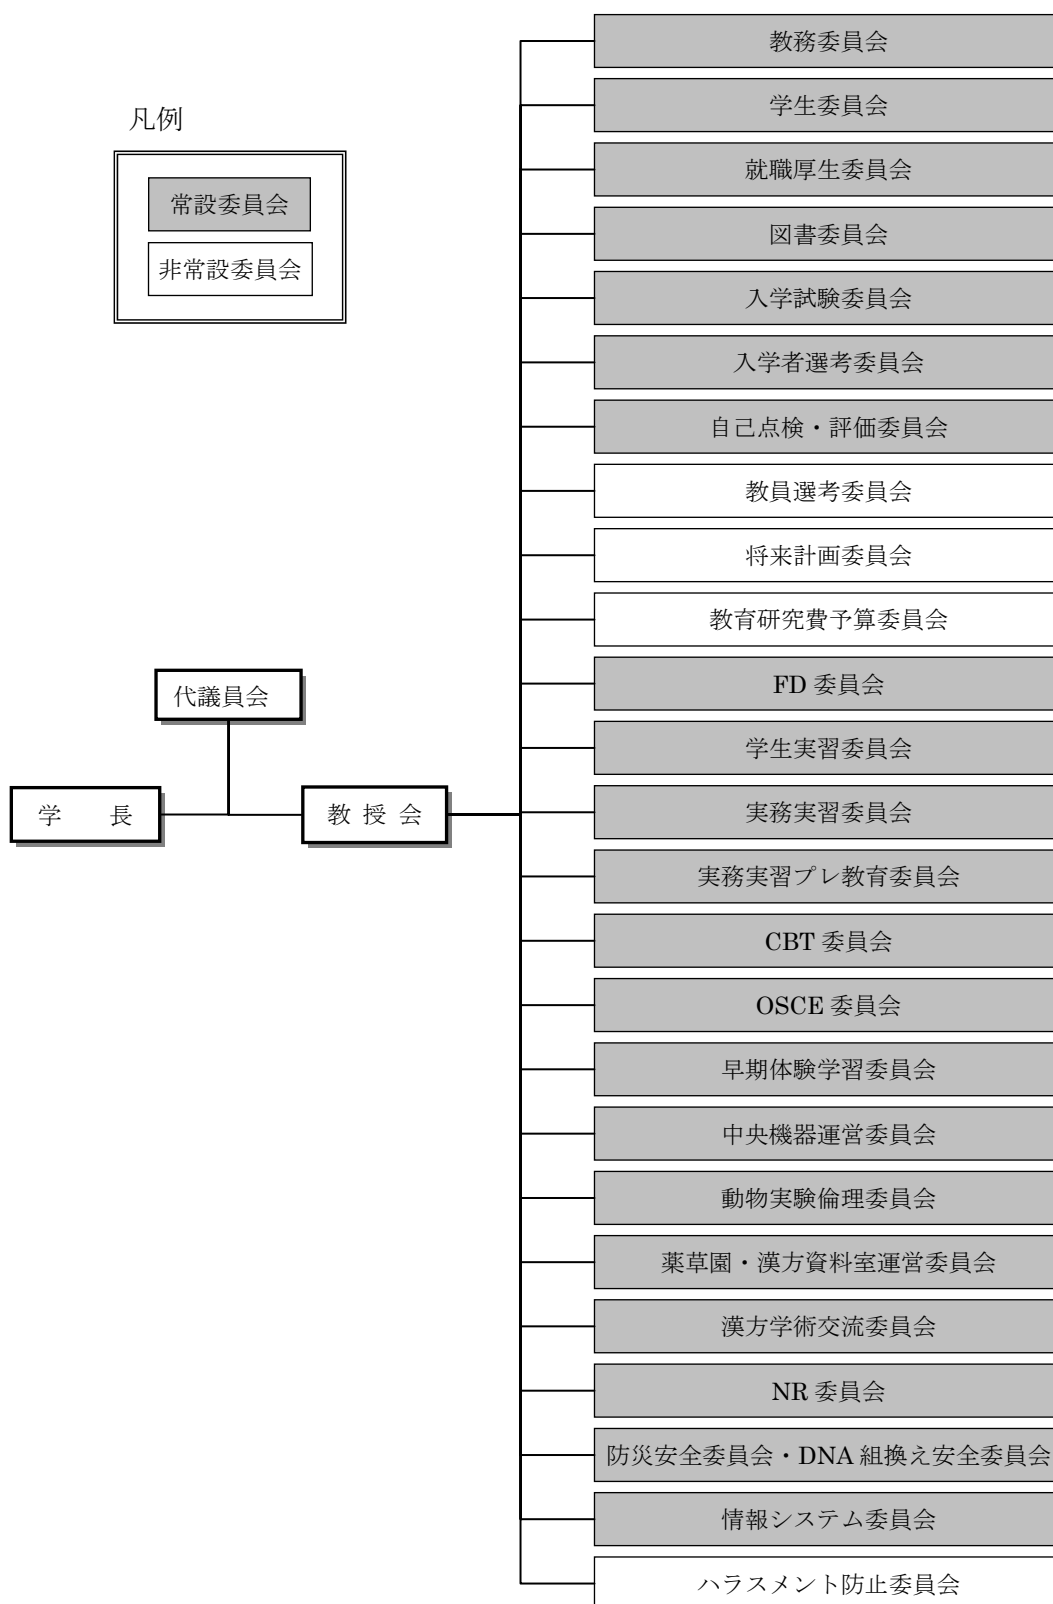 凡例
常設委員会
非常設委員会
代議員会
学　　長
教 授 会
教務委員会
学生委員会
就職厚生委員会
図書委員会
入学試験委員会
入学者選考委員会
自己点検・評価委員会
教員選考委員会
将来計画委員会
教育研究費予算委員会
FD 委員会
学生実習委員会
実務実習委員会
実務実習プレ教育委員会
CBT 委員会
OSCE 委員会
早期体験学習委員会
中央機器運営委員会
動物実験倫理委員会
薬草園・漢方資料室運営委員会
漢方学術交流委員会
NR 委員会
防災安全委員会・DNA 組換え安全委員会
情報システム委員会
ハラスメント防止委員会